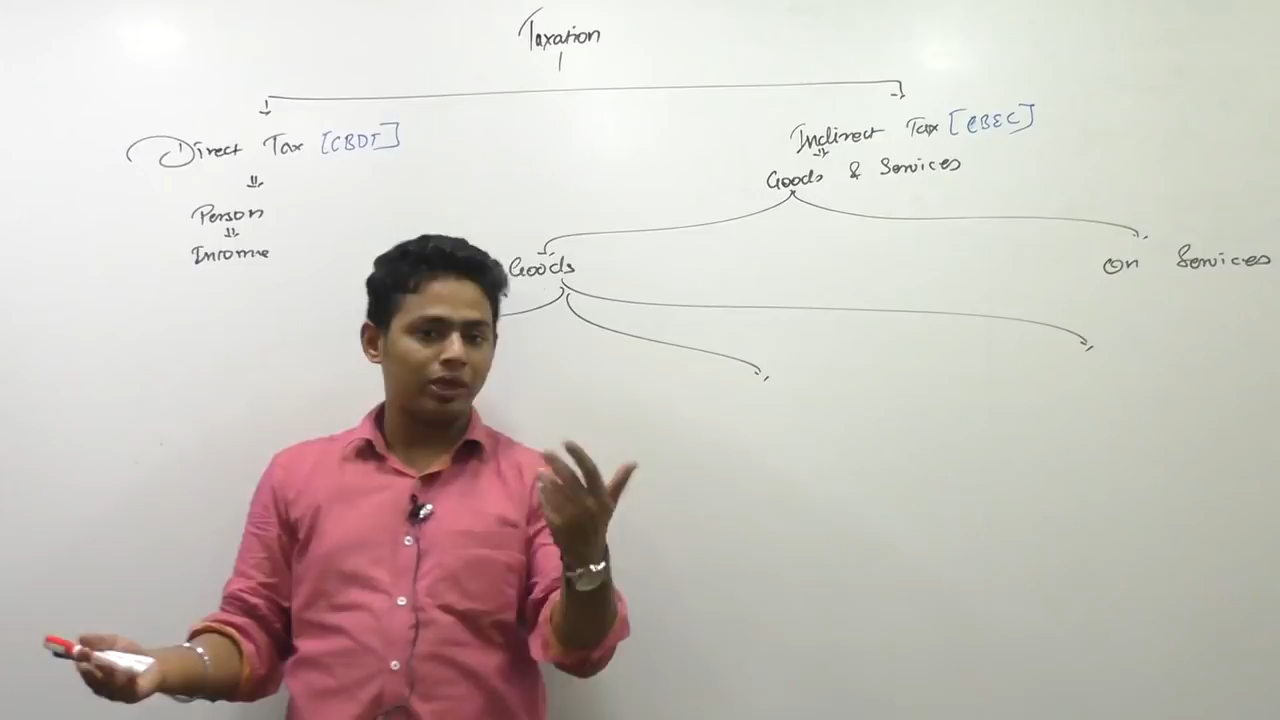 Taxation
Direct Tax [CBDT]
Indirect Tax [CBEC]
Goods & Services
Person
Income
Goods
On Services